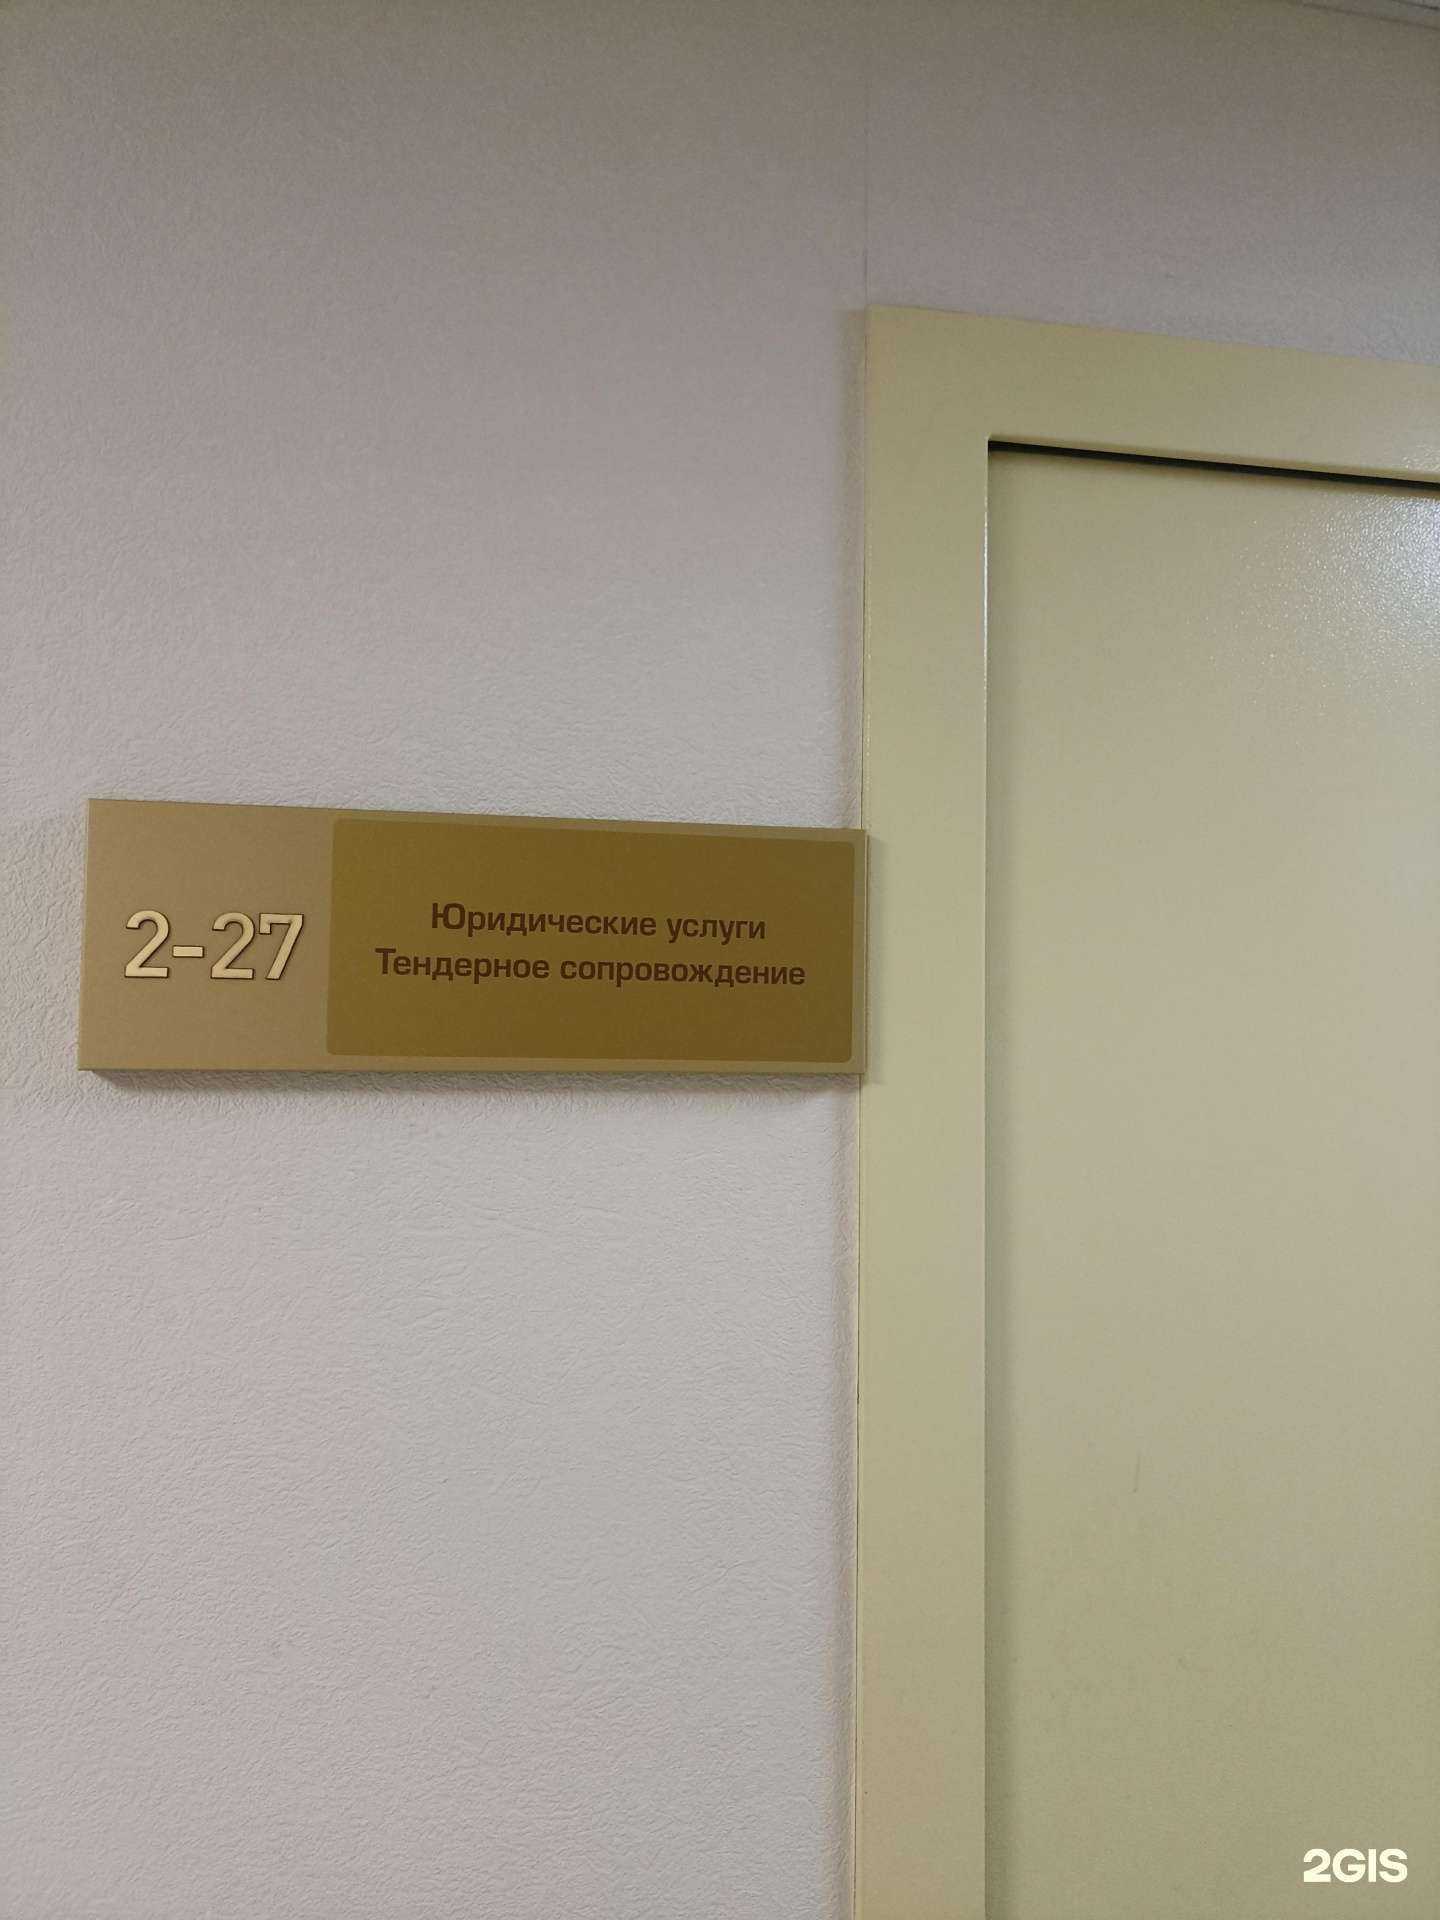 2-27
Юридические услуги
Тендерное сопровождение
2GIS